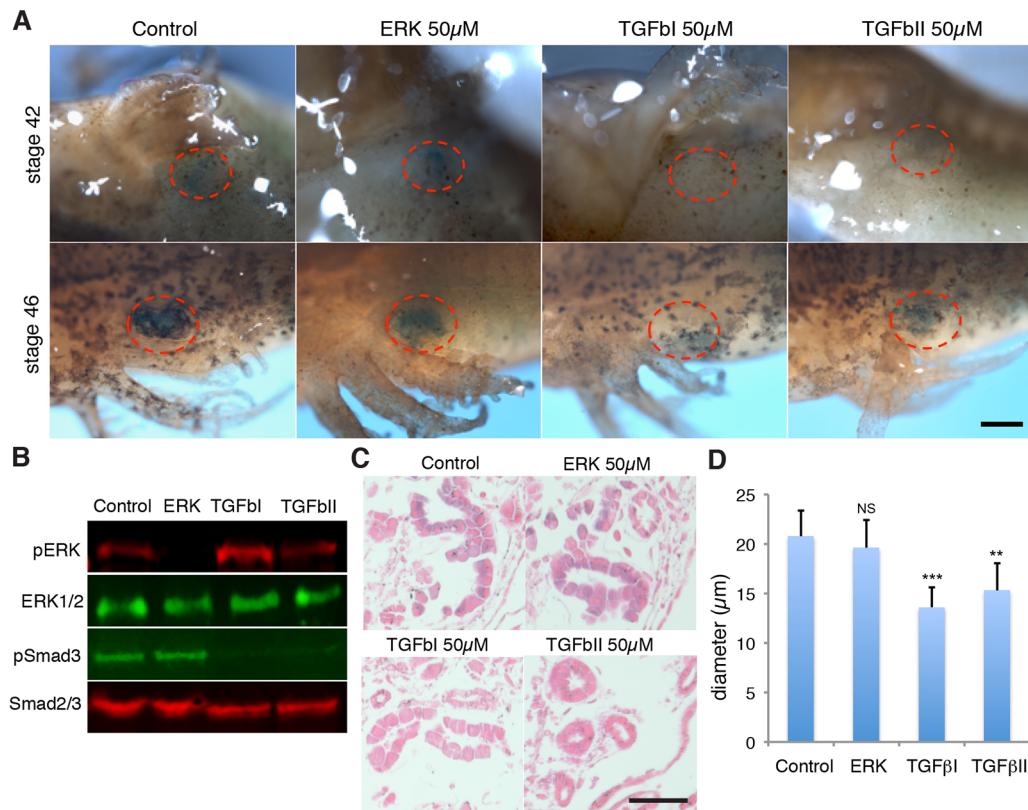 A
Control
ERK 50µM
TGFbI 50µM
TGFbII 50µM
stage 42
stage 46
B
Control ERK TGFbI TGFbII
pERK
ERK1/2
pSmad3
Smad2/3
C
Control
ERK 50µM
TGFbI 50µM
TGFbII 50µM
D
diameter (µm)
25
20
15
10
5
0
NS
***
**
Control
ERK
TGFβI
TGFβII